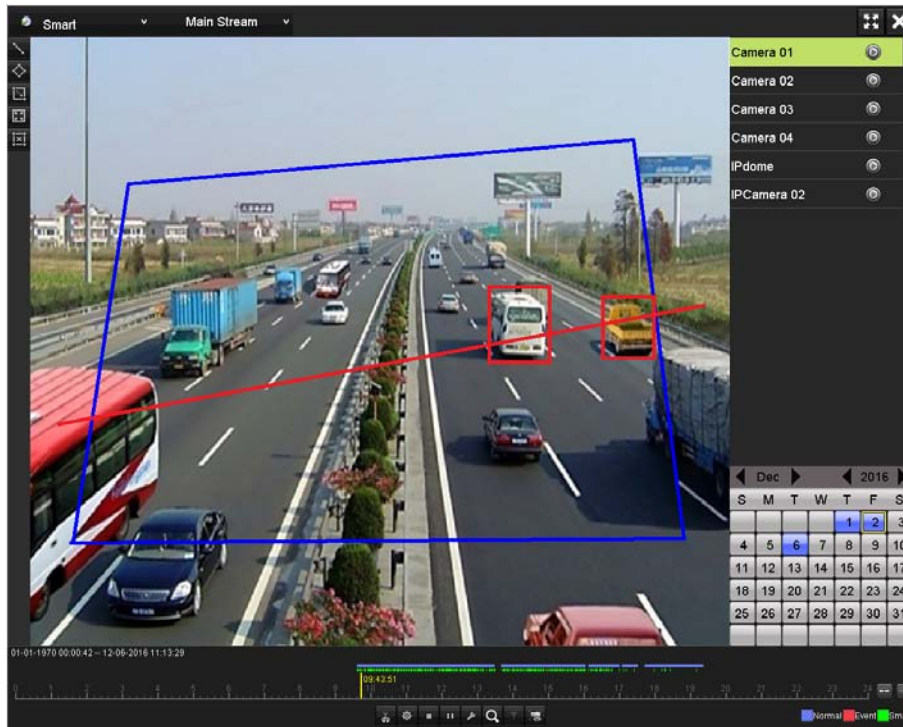 Smart Main Stream
Camera 01
Camera 02
Camera 03
Camera 04
IPdome
IPCamera 02
Dec 2016
S M T W T F S
1 2 3
4 5 6 7 8 9 10
11 12 13 14 15 16 17
18 19 20 21 22 23 24
25 26 27 28 29 30 31
01-01-1970 00:00:42 -- 12-06-2016 11:13:29
09:43:51
0 1 2 3 4 5 6 7 8 9 10 11 12 13 14 15 16 17 18 19 20 21 22 23 24
Normal Event Sm